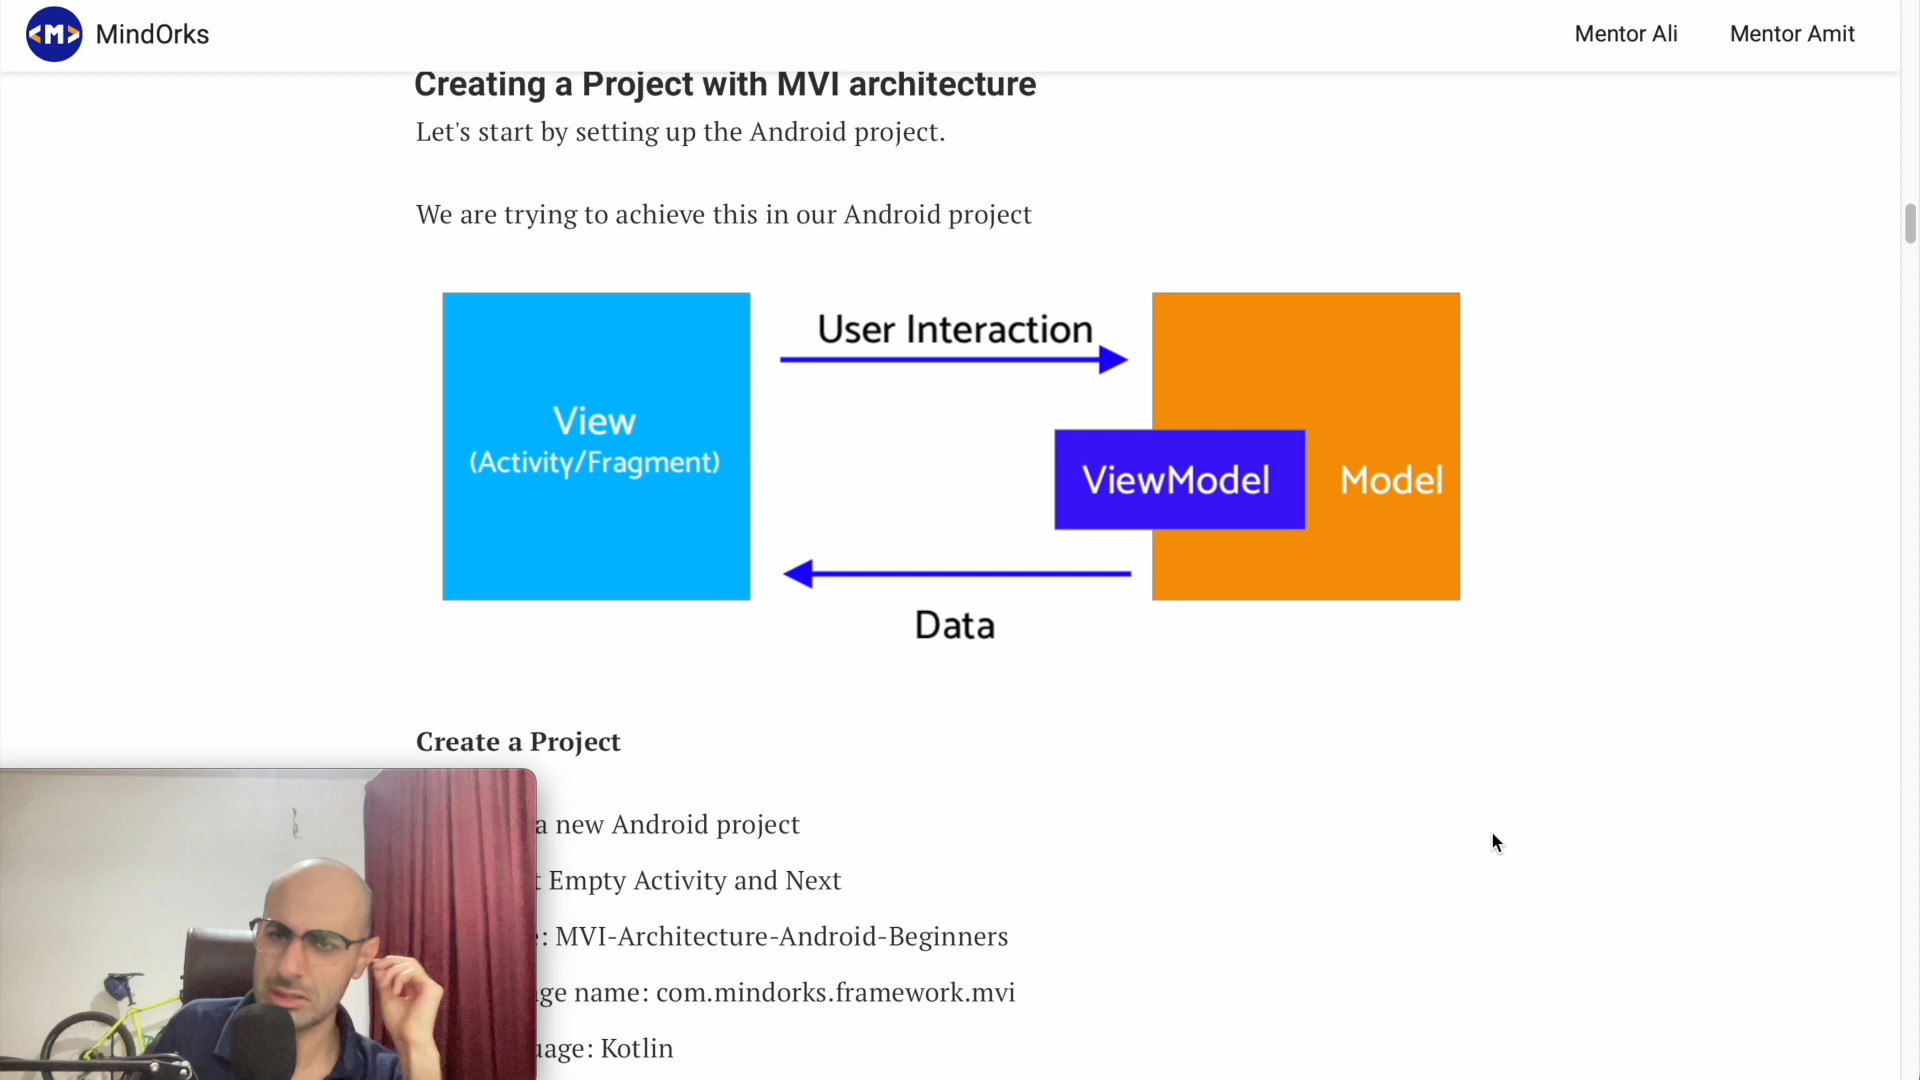 <M> MindOrks
Mentor Ali
Mentor Amit
Creating a Project with MVI architecture
Let's start by setting up the Android project.
We are trying to achieve this in our Android project
User Interaction
View
(Activity/Fragment)
ViewModel
Model
Data
Create a Project
a new Android project
Empty Activity and Next
: MVI-Architecture-Android-Beginners
name: com.mindorks.framework.mvi
: Kotlin